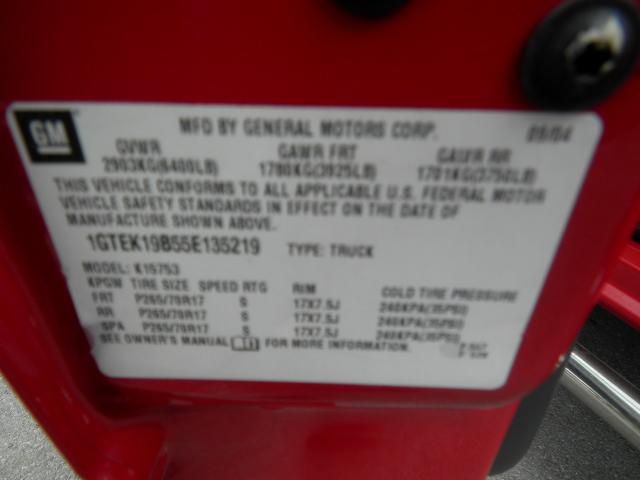 GM
MFD BY GENERAL MOTORS CORP. 09/04
GVWR GAWR FRT GAWR RR
2903KG(6400LB) 1780KG(3925LB) 1701KG(3750LB)
THIS VEHICLE CONFORMS TO ALL APPLICABLE U.S. FEDERAL MOTOR
VEHICLE SAFETY STANDARDS IN EFFECT ON THE DATE OF
MANUFACTURE SHOWN ABOVE.
1GTEK19B55E135219 TYPE: TRUCK
MODEL: K15753
KPGW TIRE SIZE SPEED RTG RIM COLD TIRE PRESSURE
FRT P265/70R17 S 17X7.5J 240KPA(35PSI)
RR P265/70R17 S 17X7.5J 240KPA(35PSI)
SPA P265/70R17 S 17X7.5J 240KPA(35PSI)
SEE OWNER'S MANUAL FOR MORE INFORMATION.